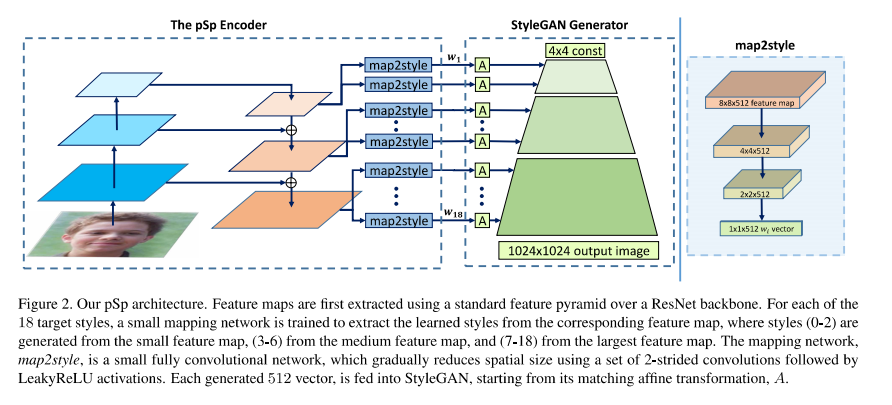 The pSp Encoder
StyleGAN Generator
map2style
4x4 const
map2style
w₁
A
map2style
A
map2style
A
map2style
A
map2style
A
map2style
w₁₈
A
1024x1024 output image
8x8x512 feature map
4x4x512
2x2x512
1x1x512 wᵢ vector
Figure 2. Our pSp architecture. Feature maps are first extracted using a standard feature pyramid over a ResNet backbone. For each of the
18 target styles, a small mapping network is trained to extract the learned styles from the corresponding feature map, where styles (0-2) are
generated from the small feature map, (3-6) from the medium feature map, and (7-18) from the largest feature map. The mapping network,
map2style, is a small fully convolutional network, which gradually reduces spatial size using a set of 2-strided convolutions followed by
LeakyReLU activations. Each generated 512 vector, is fed into StyleGAN, starting from its matching affine transformation, A.